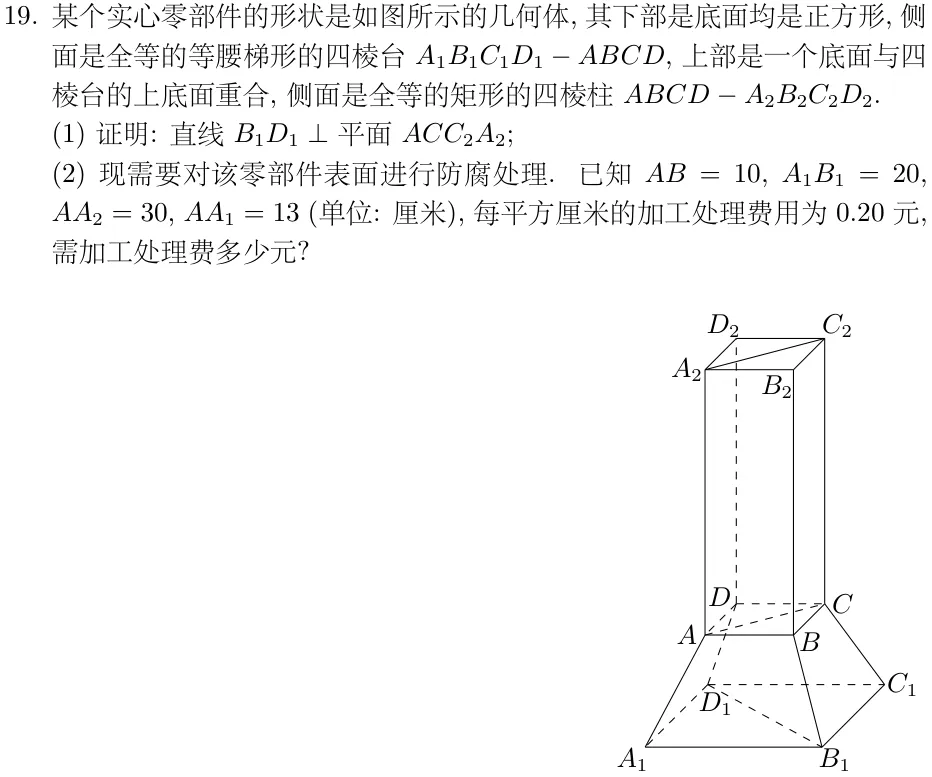 19. 某个实心零部件的形状是如图所示的几何体, 其下部是底面均是正方形, 侧
面是全等的等腰梯形的四棱台 A₁B₁C₁D₁ − ABCD, 上部是一个底面与四
棱台的上底面重合, 侧面是全等的矩形的四棱柱 ABCD − A₂B₂C₂D₂.
(1) 证明: 直线 B₁D₁ ⊥ 平面 ACC₂A₂;
(2) 现需要对该零部件表面进行防腐处理. 已知 AB = 10, A₁B₁ = 20,
AA₂ = 30, AA₁ = 13 (单位: 厘米), 每平方厘米的加工处理费用为 0.20 元,
需加工处理费多少元?
D₂ C₂
A₂
B₂
D C
A B
C₁
D₁
A₁ B₁